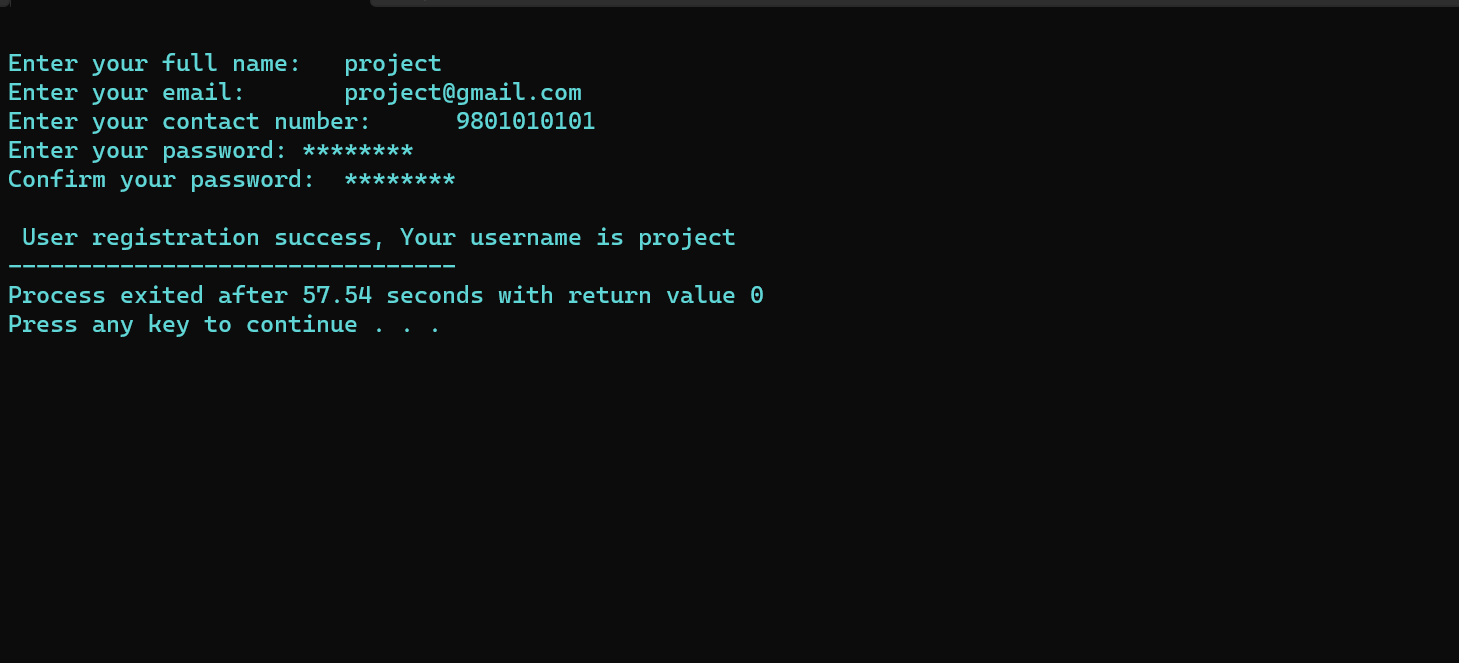 Enter your full name:   project
Enter your email:       project@gmail.com
Enter your contact number:      9801010101
Enter your password: ********
Confirm your password:  ********
 User registration success, Your username is project
--------------------------------
Process exited after 57.54 seconds with return value 0
Press any key to continue . . .